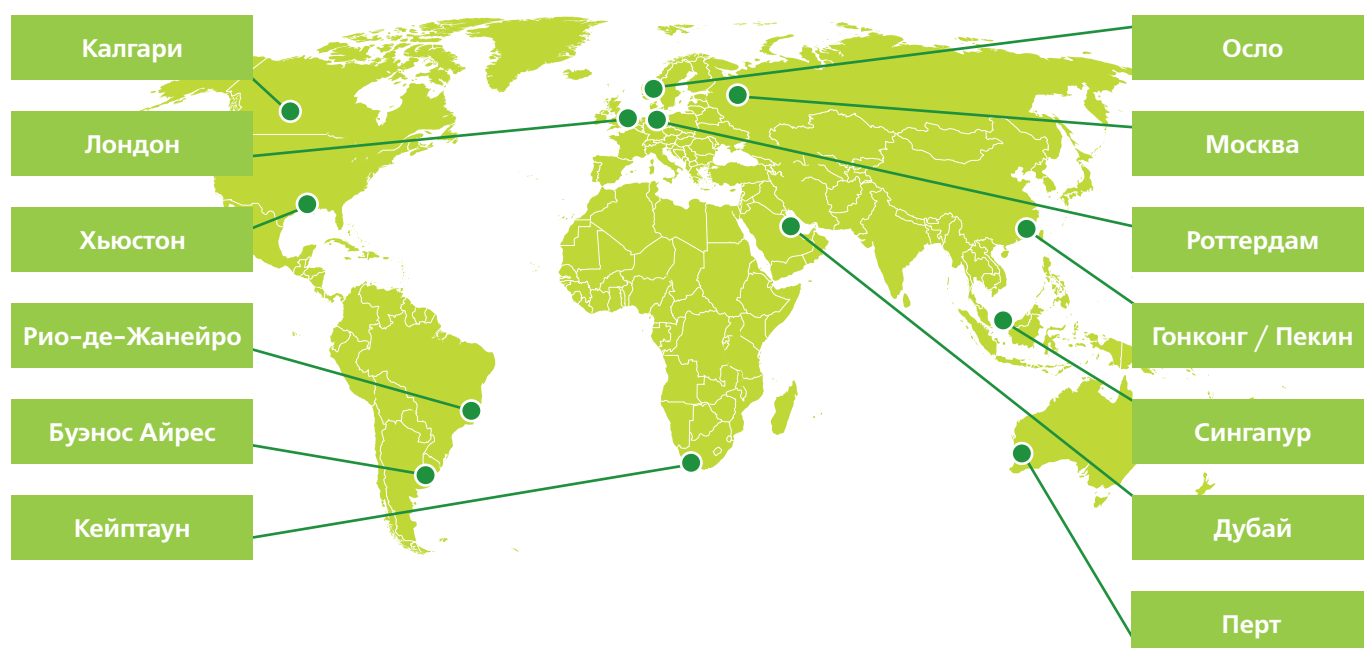 Калгари
Лондон
Хьюстон
Рио-де-Жанейро
Буэнос Айрес
Кейптаун
Осло
Москва
Роттердам
Гонконг / Пекин
Сингапур
Дубай
Перт